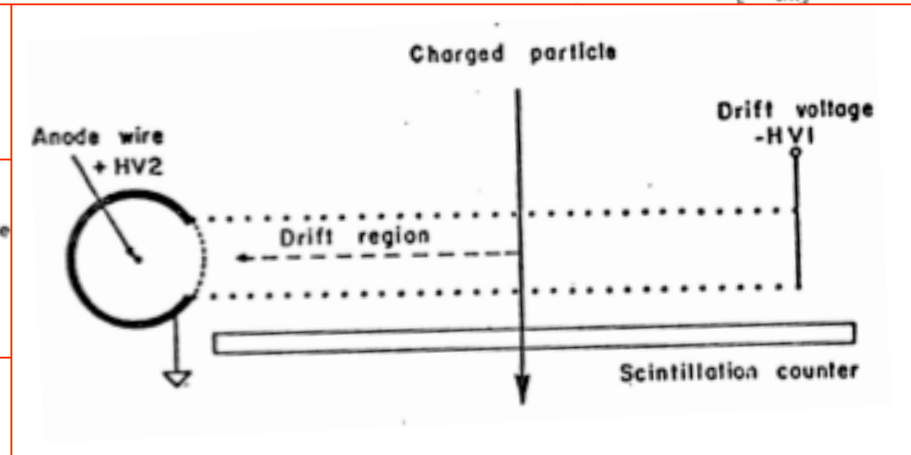 Charged particle
Drift voltage
-HV1
Anode wire
+ HV2
Drift region
Scintillation counter